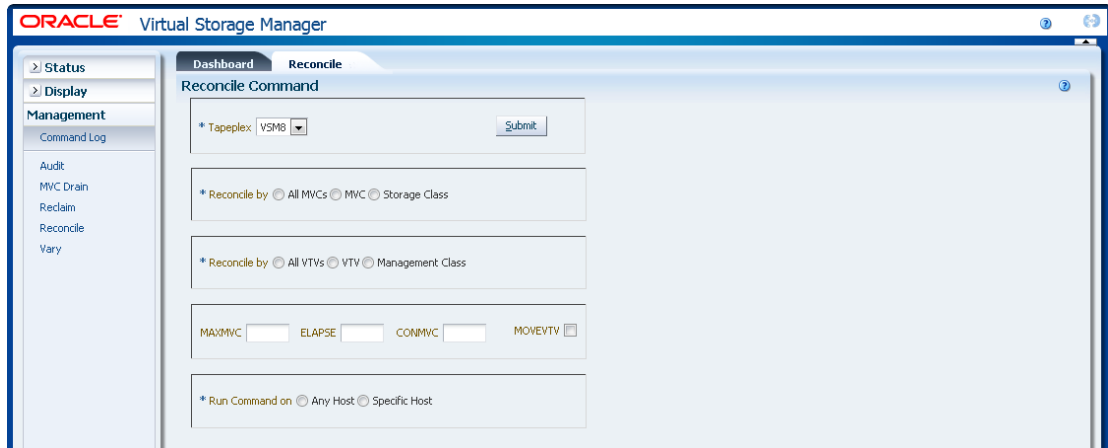 ORACLE Virtual Storage Manager
Status
Display
Management
Command Log
Audit
MVC Drain
Reclaim
Reconcile
Vary
Dashboard Reconcile
Reconcile Command
* Tapeplex VSM8 Submit
* Reconcile by All MVCs MVC Storage Class
* Reconcile by All VTVs VTV Management Class
MAXMVC ELAPSE CONMVC MOVEVTV
* Run Command on Any Host Specific Host